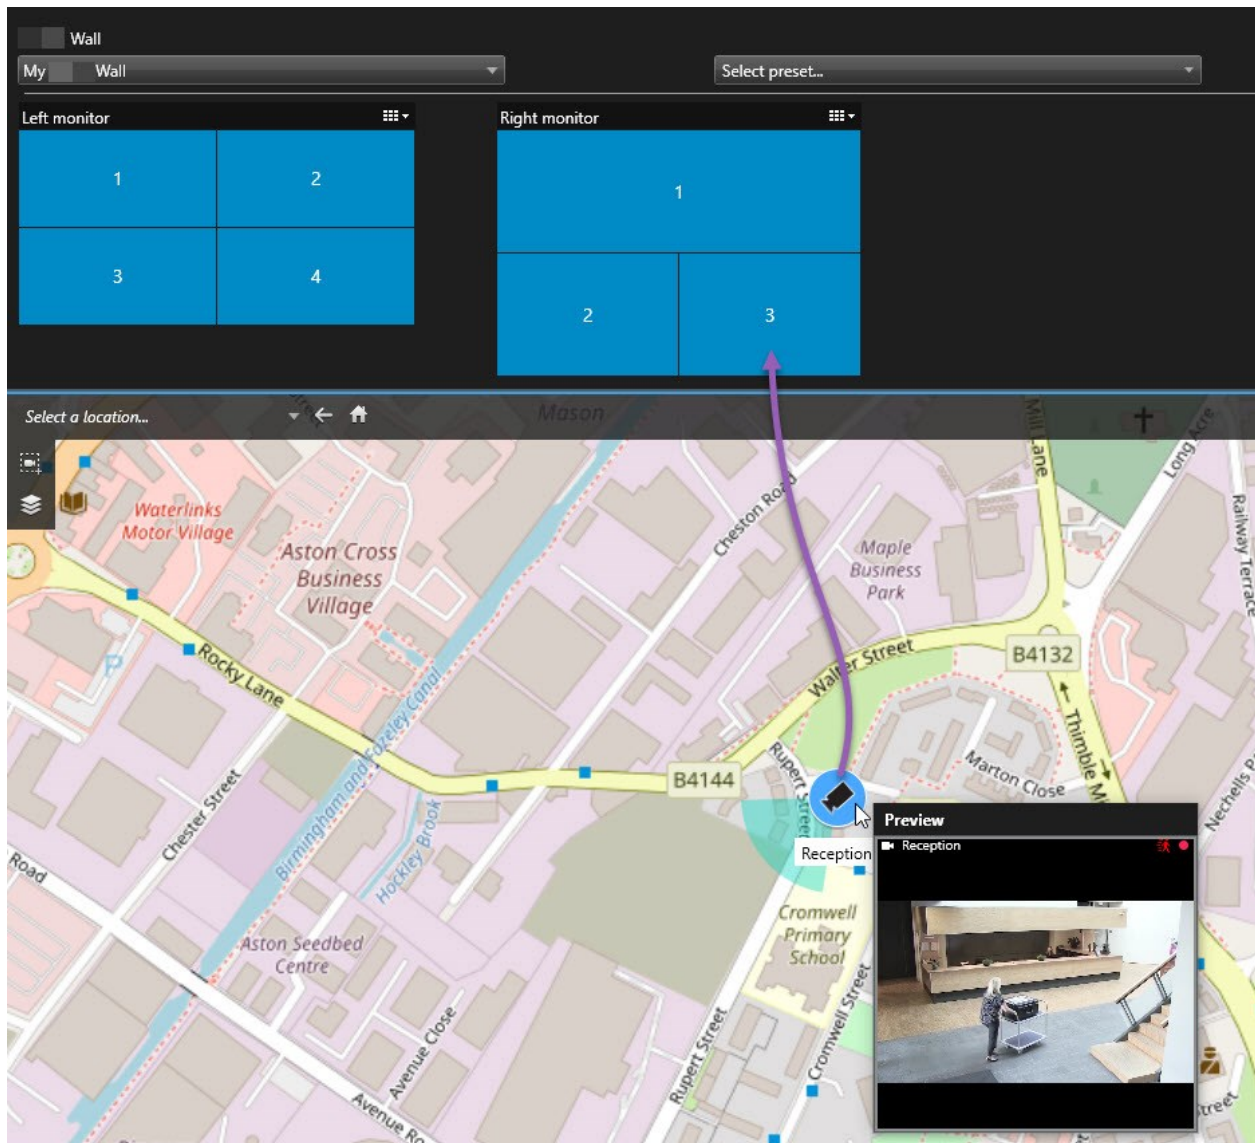 Wall
My Wall
Select preset...
Left monitor
Right monitor
1
2
3
4
1
2
3
Select a location...
Mason
Mill Lane
Long Acre
Railway Terrace
Waterlinks
Motor Village
Aston Cross
Business
Village
Cheston Road
Maple
Business
Park
P
Rocky Lane
Walter Street
B4132
Birmingham and Fazeley Canal
Chester Street
Hockley Brook
B4144
Rupert Street
Marton Close
Thimble Mi
Nechells P
Preview
Reception
Reception
Cromwell
Primary
School
Road
Aston Seedbed
Centre
Avenue Close
Avenue Ro
Rupert Street
Cromwell Street
Street